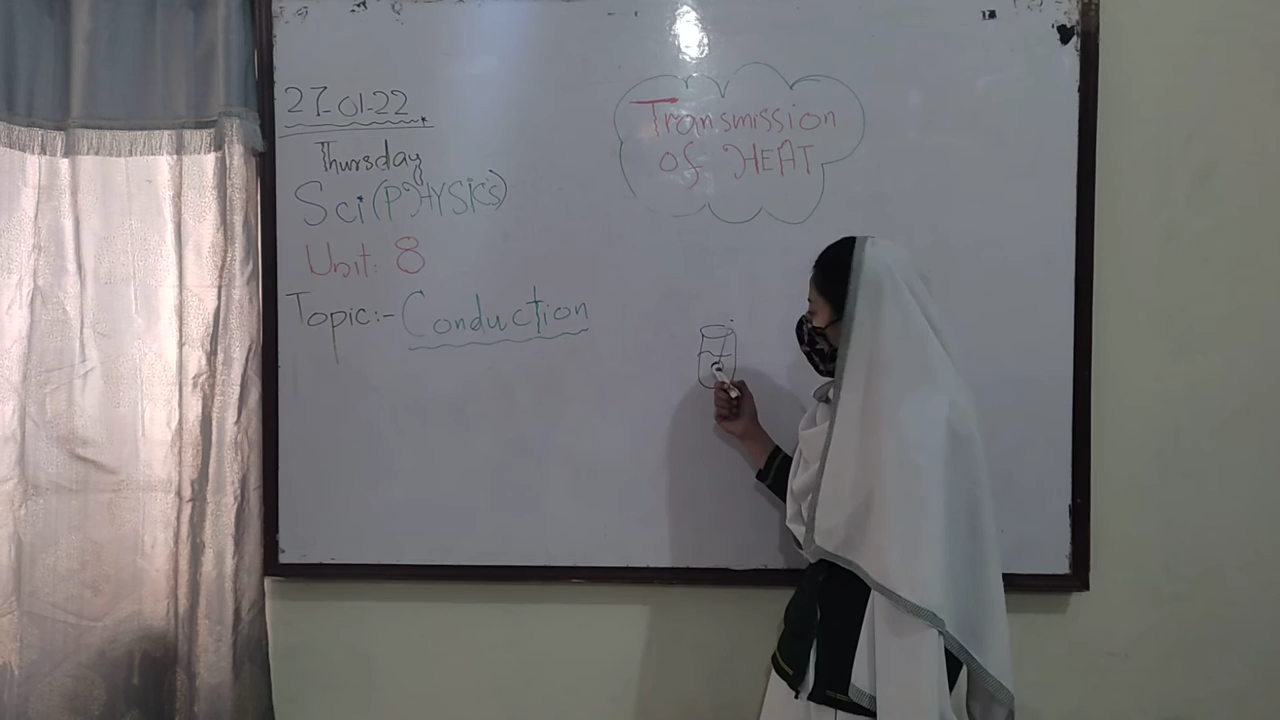 27-01-22
Thursday
Sci (PHYSICS)
Unit: 8
Topic:- Conduction
Transmission
of HEAT